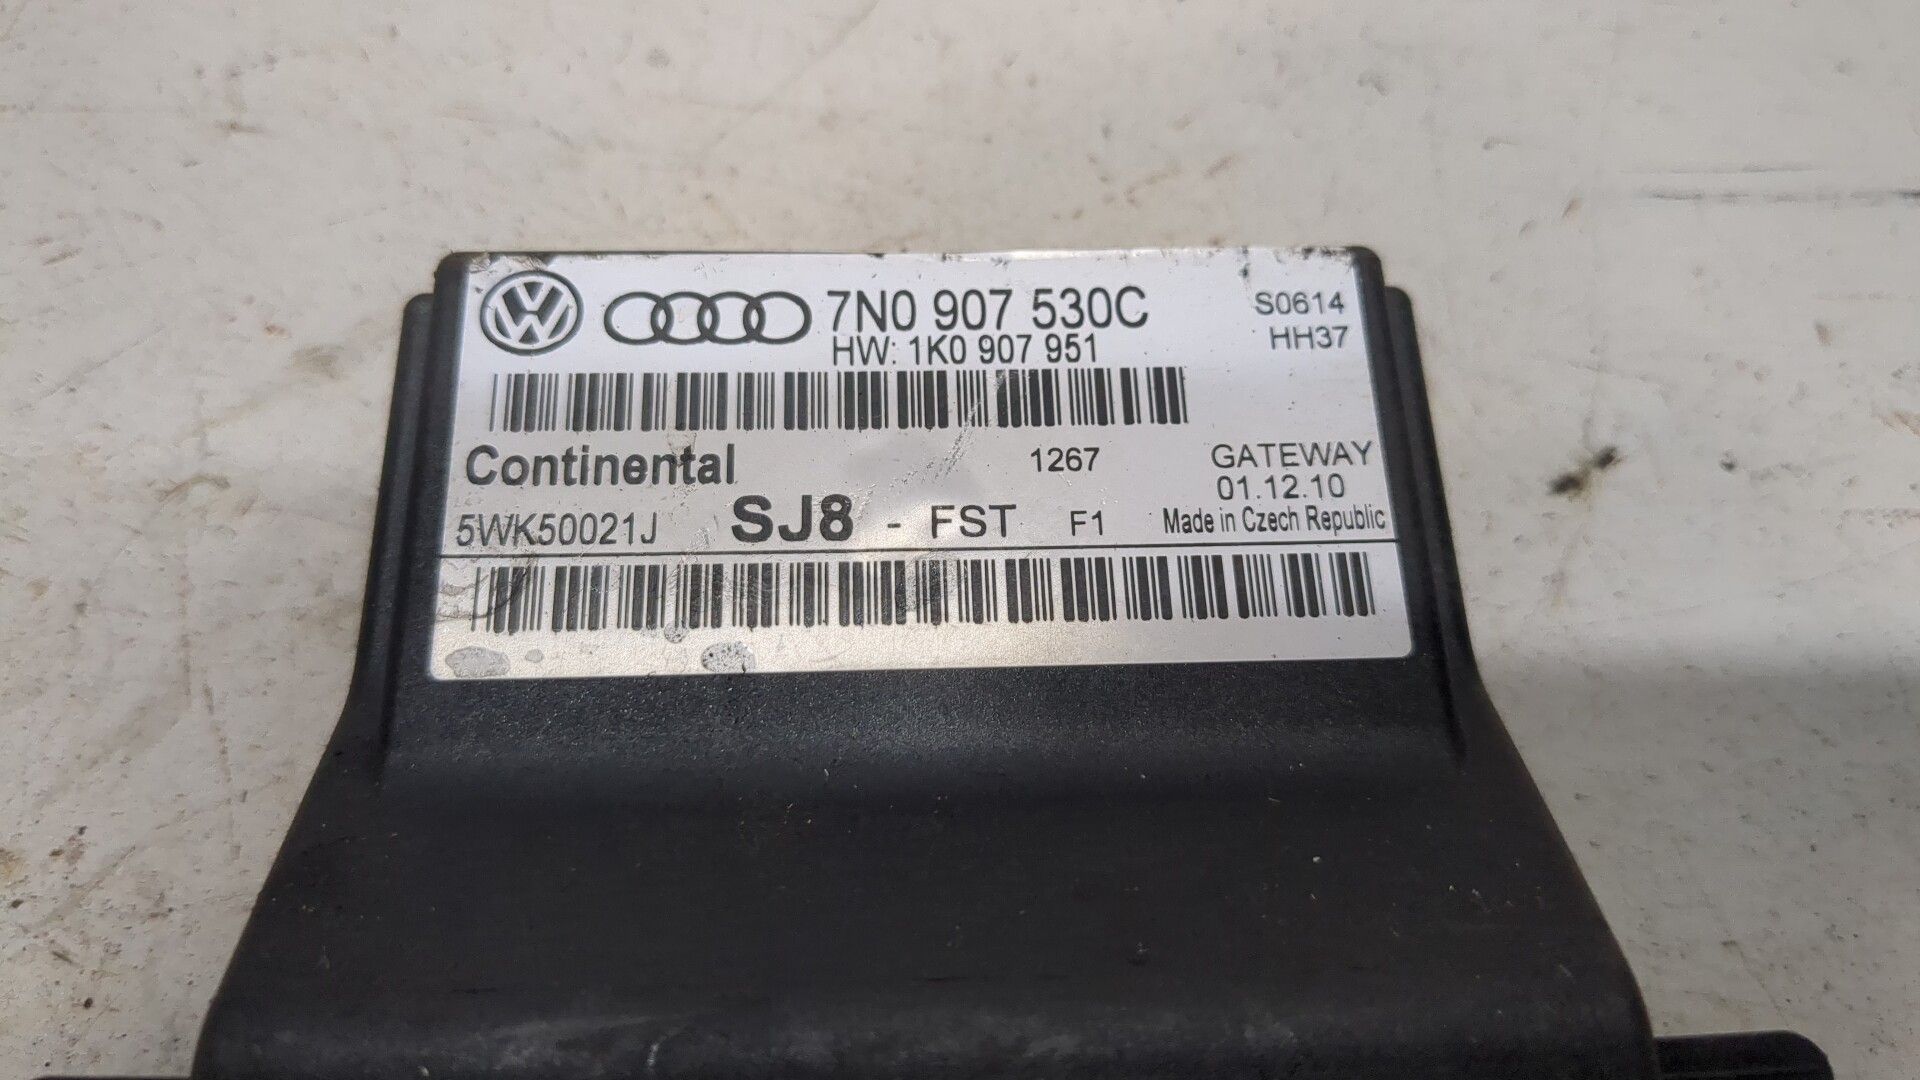 7N0 907 530C S0614
HW: 1K0 907 951 HH37
Continental 1267 GATEWAY
01.12.10
5WK50021J SJ8 - FST F1 Made in Czech Republic